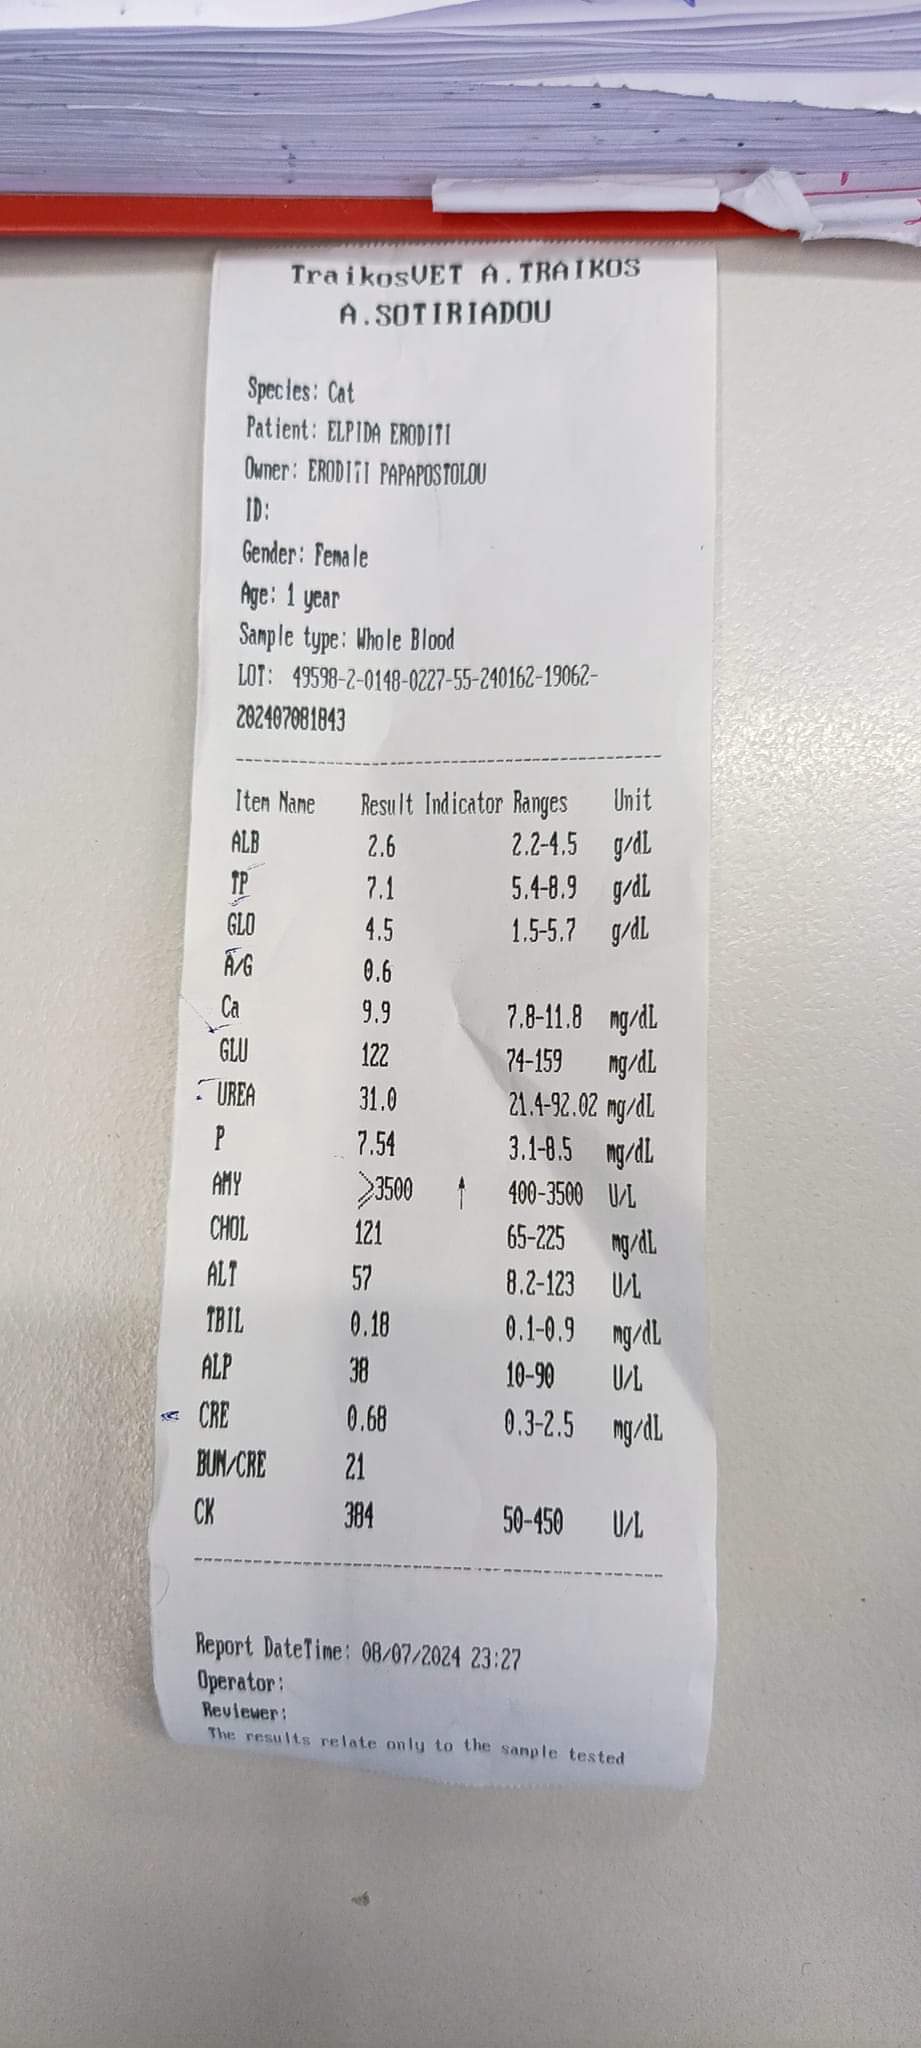 TraikosVET A.TRAIKOS
A.SOTIRIADOU
Species: Cat
Patient: ELPIDA ERODITI
Owner: ERODITI PAPAPOSTOLOU
ID:
Gender: Female
Age: 1 year
Sample type: Whole Blood
LOT: 49598-2-0148-0227-55-240162-19062-
202407081843
Item Name Result Indicator Ranges Unit
ALB 2.6 2.2-4.5 g/dL
TP 7.1 5.4-8.9 g/dL
GLO 4.5 1.5-5.7 g/dL
A/G 0.6
Ca 9.9 7.8-11.8 mg/dL
GLU 122 74-159 mg/dL
UREA 31.0 21.4-92.02 mg/dL
P 7.54 3.1-8.5 mg/dL
AMY ⩾3500 ↑ 400-3500 U/L
CHOL 121 65-225 mg/dL
ALT 57 8.2-123 U/L
TBIL 0.18 0.1-0.9 mg/dL
ALP 38 10-90 U/L
CRE 0.68 0.3-2.5 mg/dL
BUN/CRE 21
CK 384 50-450 U/L
Report DateTime: 08/07/2024 23:27
Operator:
Reviewer:
The results relate only to the sample tested